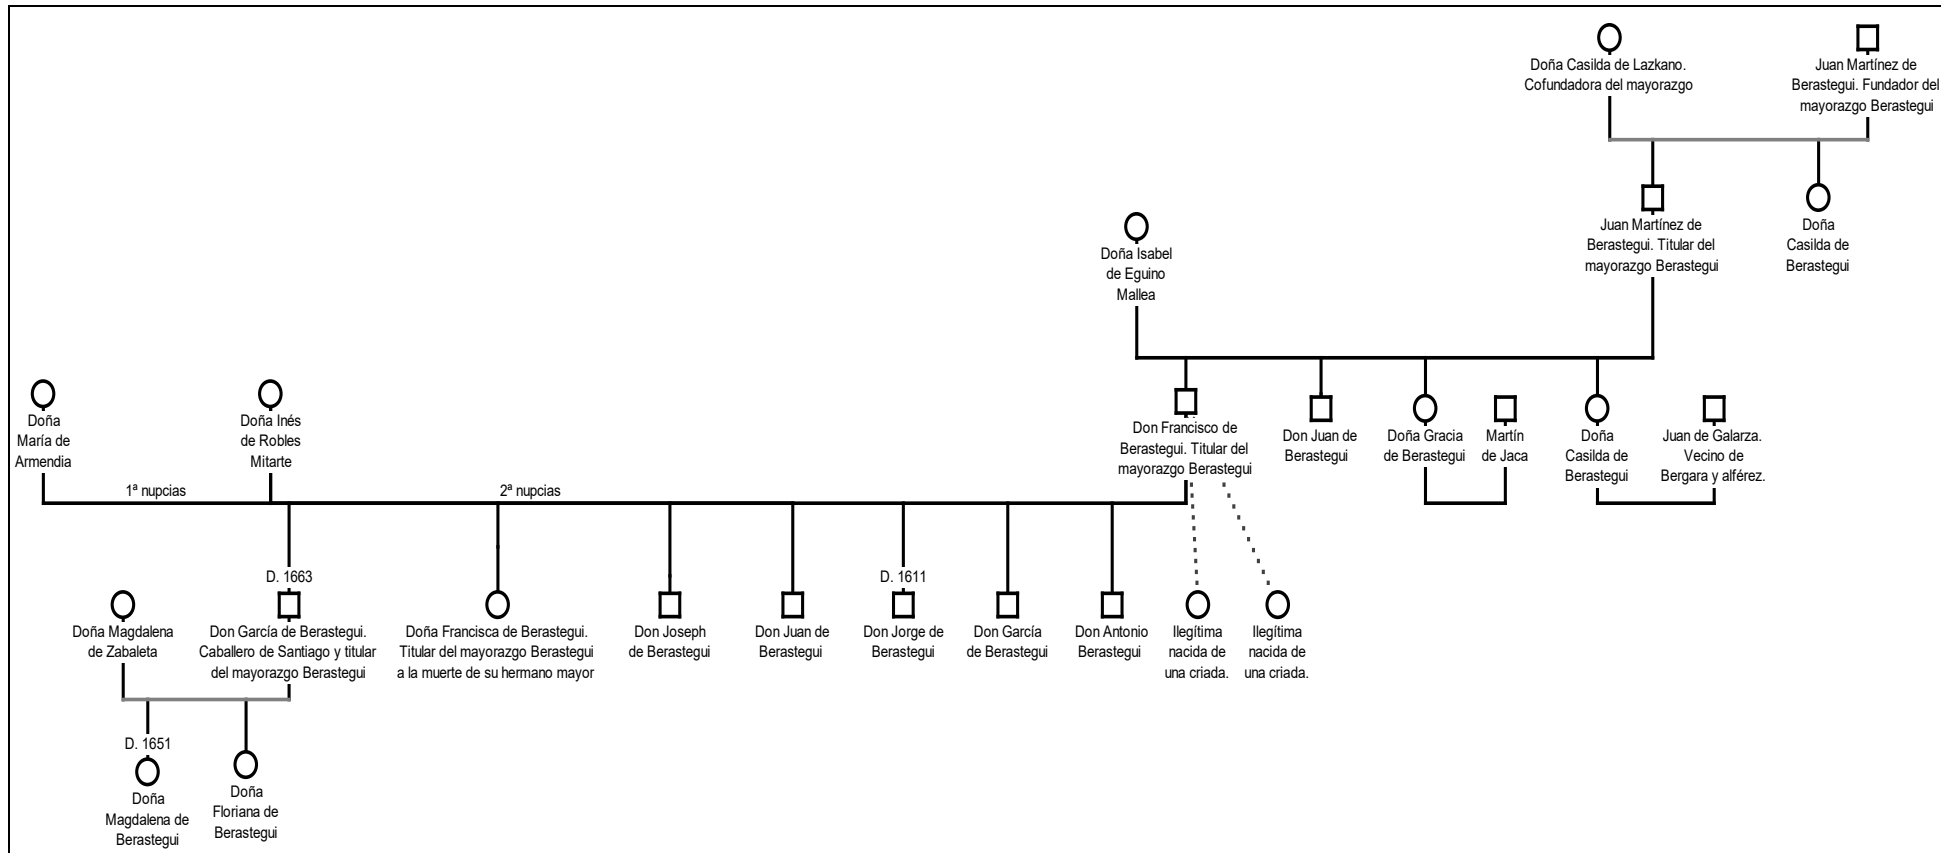 Doña Casilda de Lazkano.
Cofundadora del mayorazgo
Juan Martínez de
Berastegui. Fundador del
mayorazgo Berastegui
Juan Martínez de
Berastegui. Titular del
mayorazgo Berastegui
Doña
Casilda de
Berastegui
Doña Isabel
de Eguino
Mallea
Doña
María de
Armendia
Doña Inés
de Robles
Mitarte
Don Francisco de
Berastegui. Titular del
mayorazgo Berastegui
Don Juan de
Berastegui
Doña Gracia
de Berastegui
Martín
de Jaca
Doña
Casilda de
Berastegui
Juan de Galarza.
Vecino de
Bergara y alférez.
1ª nupcias
2ª nupcias
D. 1663
D. 1611
Doña Magdalena
de Zabaleta
Don García de Berastegui.
Caballero de Santiago y titular
del mayorazgo Berastegui
Doña Francisca de Berastegui.
Titular del mayorazgo Berastegui
a la muerte de su hermano mayor
Don Joseph
de Berastegui
Don Juan de
Berastegui
Don Jorge de
Berastegui
Don García
de Berastegui
Don Antonio
Berastegui
Ilegítima
nacida de
una criada.
Ilegítima
nacida de
una criada.
D. 1651
Doña
Magdalena de
Berastegui
Doña
Floriana de
Berastegui